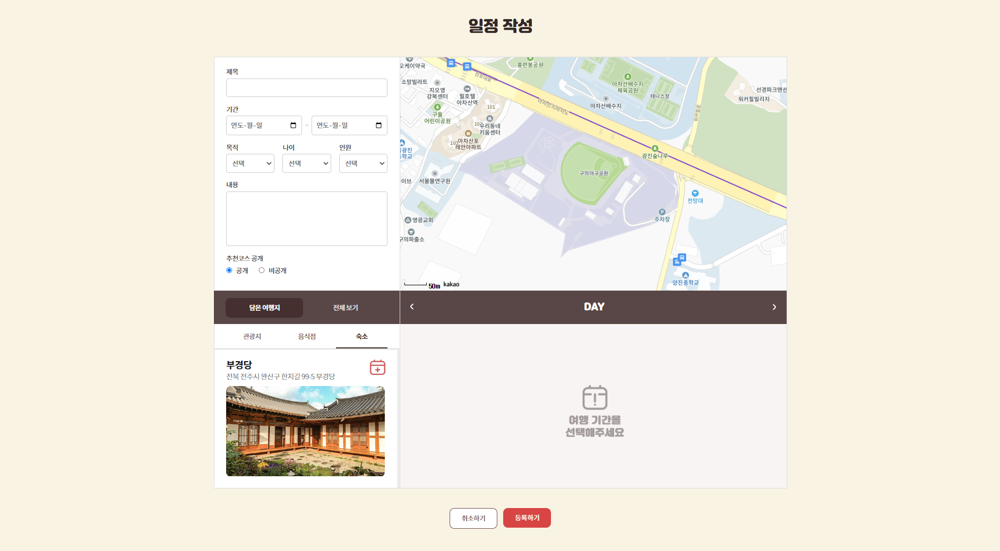 일정 작성
제목
기간
연도-월-일
-
연도-월-일
목적
나이
인원
선택
선택
선택
내용
추천코스 공개
공개
비공개
오케이약국
소망빌라트
지오영
강북센터
월호텔
아차산역
구둘
어린이공원
101
우리동네
키움센터
103
아차산포
레안아파트
서울물연구원
영광교회
구의파출소
천호대로
아차산지하차도
홍련봉공원
아차산배수지
체육공원
테니스장
아차산배수지
선경파크맨션
워커힐빌리지
워커힐로
광진숲나루
구의야구공원
전망대
주차장
양진중학교
50m
kakao
담은 여행지
전체 보기
DAY
관광지
음식점
숙소
부경당
전북 전주시 완산구 한지길 99-5 부경당
여행 기간을
선택해주세요
취소하기
등록하기